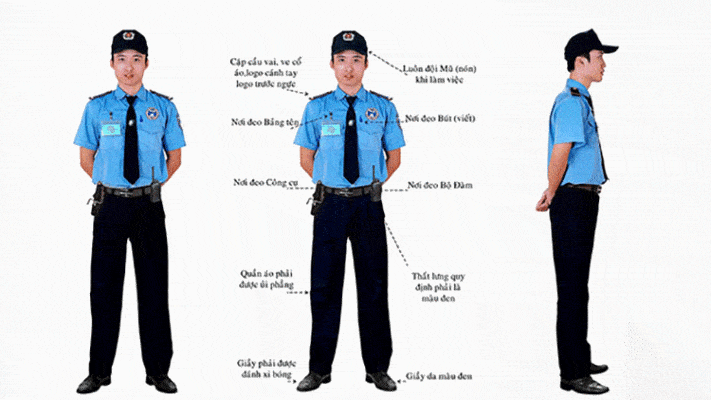 Cặp cầu vai, ve cổ
áo,logo cánh tay
logo trước ngực
Luôn đội Mũ (nón)
khi làm việc
Nơi đeo Bảng tên
Nơi đeo Bút (viết)
Nơi đeo Công cụ
Nơi đeo Bộ Đàm
Quần áo phải
được ủi phẳng
Thắt lưng quy
định phải là
màu đen
Giầy phải được
đánh xi bóng
Giầy da màu đen